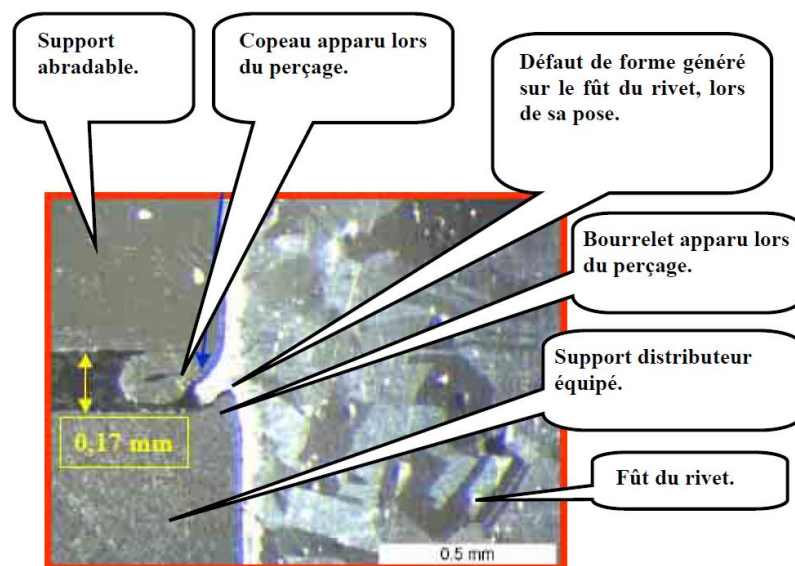 Support
abradable.
Copeau apparu lors
du perçage.
Défaut de forme généré
sur le fût du rivet, lors
de sa pose.
Bourrelet apparu lors
du perçage.
Support distributeur
équipé.
Fût du rivet.
0,17 mm
0.5 mm